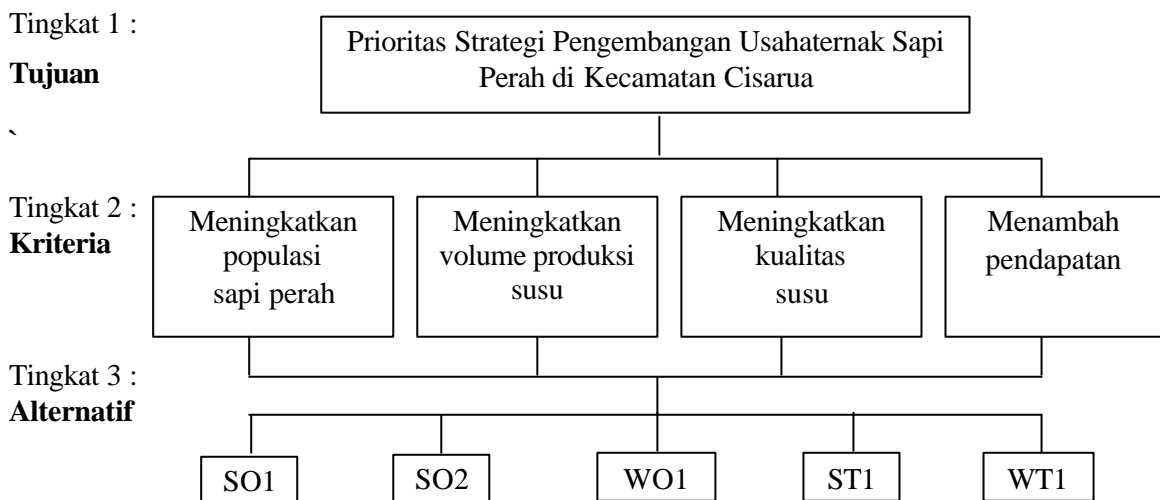 Tingkat 1 :
Tujuan
Prioritas Strategi Pengembangan Usahaternak Sapi
Perah di Kecamatan Cisarua
`
Tingkat 2 :
Kriteria
Meningkatkan
populasi
sapi perah
Meningkatkan
volume produksi
susu
Meningkatkan
kualitas
susu
Menambah
pendapatan
Tingkat 3 :
Alternatif
SO1
SO2
WO1
ST1
WT1